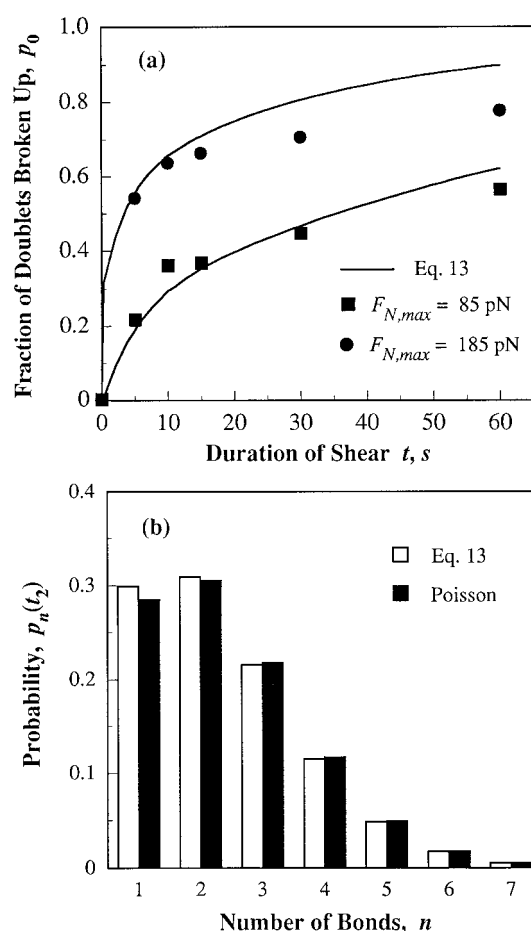 1.0
0.8
0.6
0.4
0.2
0
(a)
Eq. 13
F_{N,max} = 85 pN
F_{N,max} = 185 pN
0 10 20 30 40 50 60
Duration of Shear t, s
Fraction of Doublets Broken Up, p₀
0.4
0.3
0.2
0.1
0
(b)
Eq. 13
Poisson
1 2 3 4 5 6 7
Number of Bonds, n
Probability, pₙ(t₂)